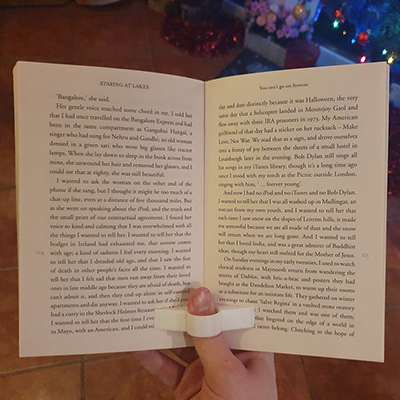 STARING AT LAKES
'Bangalore,' she said.
Her gentle voice touched some chord in me. I told her
that I had once travelled on the Bangalore Express and had
been in the same compartment as Gangubai Hangal, a
singer who had sung for Nehru and Gandhi; an old woman
dressed in a green sari who wore big glasses like tractor
lamps. When she lay down to sleep in the bunk across from
mine, she unwound her hair and removed her glasses, and I
could see that at eighty, she was still beautiful.
I wanted to ask the woman on the other end of the
phone if she sang, but I thought it might be too much of a
chat-up line, even at a distance of five thousand miles. But
as she went on speaking about the iPod, and the truck and
the small print of our contractual agreement, I found her
voice so kind and calming that I was overwhelmed with all
the things I wanted to tell her. I wanted to tell her that the
budget in Ireland had exhausted me, that sorrow comes
with age; a kind of sadness I feel every morning. I wanted
to tell her that I dreaded old age, and that I saw the fear
of death in other people's faces all the time. I wanted to
tell her that I felt sad that men run away from their loved
ones in late middle age because they are afraid of death, but
can't admit it, and then they end up alone in self-catering
apartments and die anyway. I wanted to ask her if she'd ever
had a curry in the Sherlock Holmes
I wanted to tell her that the first time I
in Mayo, with an American, and I could
174
You can't go on forever
day and date distinctly because it was Halloween, the very
same day that a helicopter landed in Mountjoy Gaol and
flew away with three IRA prisoners in 1973. My American
girlfriend of that day had a sticker on her rucksack – Make
Love, Not War. We read that as a sign, and drove ourselves
into a frenzy of joy between the sheets of a small hotel in
Louisburgh later in the evening. Bob Dylan still sings all
his songs in my iTunes library, though it's a long time ago
since I stood with my torch at the Picnic outside London,
singing with him, '… forever young'.
And now I had no iPod and no iTunes and no Bob Dylan.
I wanted to tell her that I was all washed up in Mullingar, an
outcast from my own youth, and I wanted to tell her that
each time I saw snow on the slopes of Leitrim hills, it made
me sorrowful because we are all made of dust and the snow
will return when we are long gone. And I wanted to tell
her that I loved India, and was a great admirer of Buddhist
ideas, though my heart still melted for the Mother of Jesus.
On Sunday evenings in my early twenties, I used to watch
clerical students in Maynooth return from wandering the
streets of Dublin, with bric-a-brac and posters they had
bought at the Dandelion Market, to warm up their rooms
as a substitute for an intimate life. They gathered on winter
evenings to chant 'Salve Regina' in a vaulted stone oratory
I watched them and was one of them;
that lingered on the edge of a world in
never belong. Clutching to the hope of
175